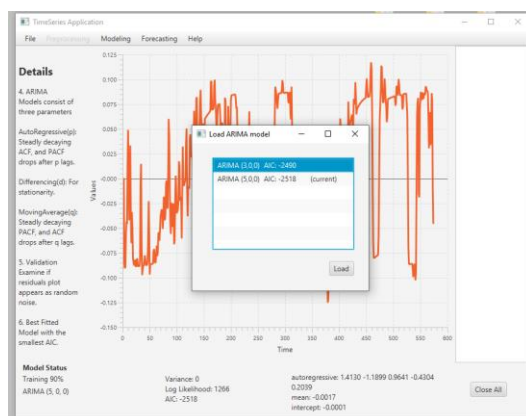 TimeSeries Application
File Preprocessing Modeling Forecasting Help
Details
4. ARIMA
Models consist of
three parameters
AutoRegressive(p):
Steadily decaying
ACF, and PACF
drops after p lags.
Differencing(d): For
stationarity.
MovingAverage(q):
Steadily decaying
PACF, and ACF
drops after q lags.
5. Validation
Examine if
residuals plot
appears as random
noise.
6. Best Fitted
Model with the
smallest AIC.
0.125
0.100
0.075
0.050
0.025
-0.000
-0.025
-0.050
-0.075
-0.100
-0.125
-0.150
Values
0 50 100 150 200 250 300 350 400 450 500 550 600
Time
Load ARIMA model
ARIMA (3,0,0) AIC: -2490
ARIMA (5,0,0) AIC: -2518 (current)
Load
Model Status
Training 90%
ARIMA (5, 0, 0)
Variance: 0
Log Likelihood: 1266
AIC: -2518
autoregressive: 1.4130 -1.1899 0.9641 -0.4304
0.2039
mean: -0.0017
intercept: -0.0001
Close All